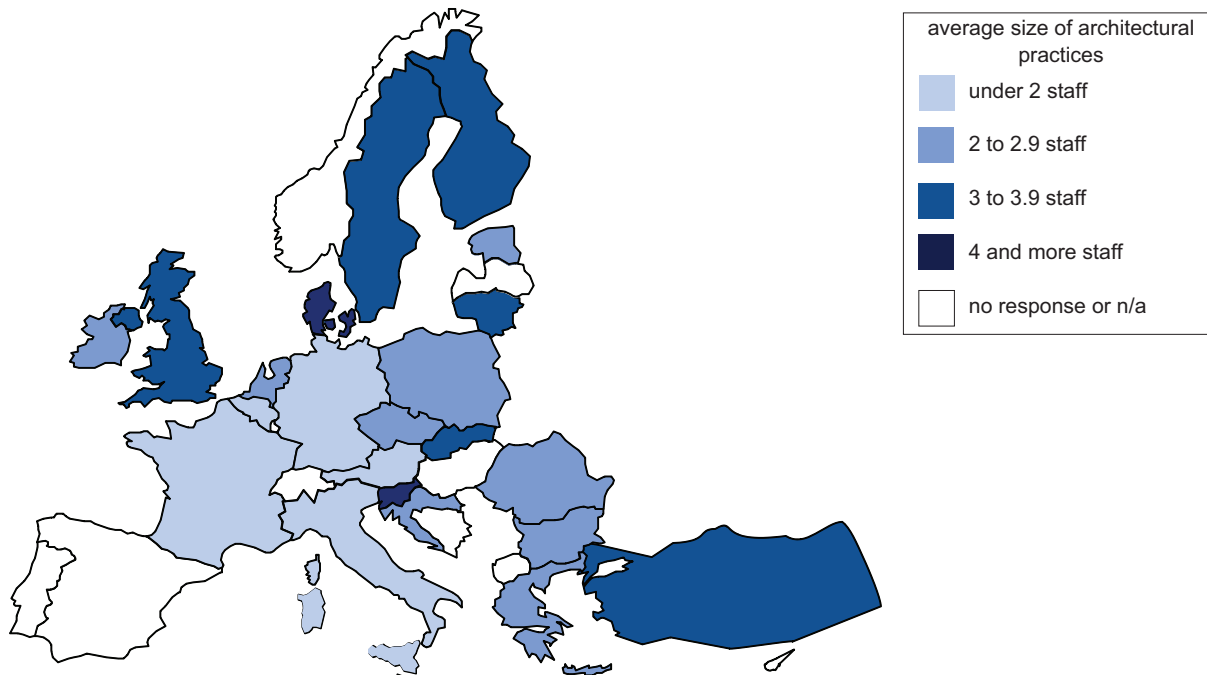 average size of architectural
practices
under 2 staff
2 to 2.9 staff
3 to 3.9 staff
4 and more staff
no response or n/a